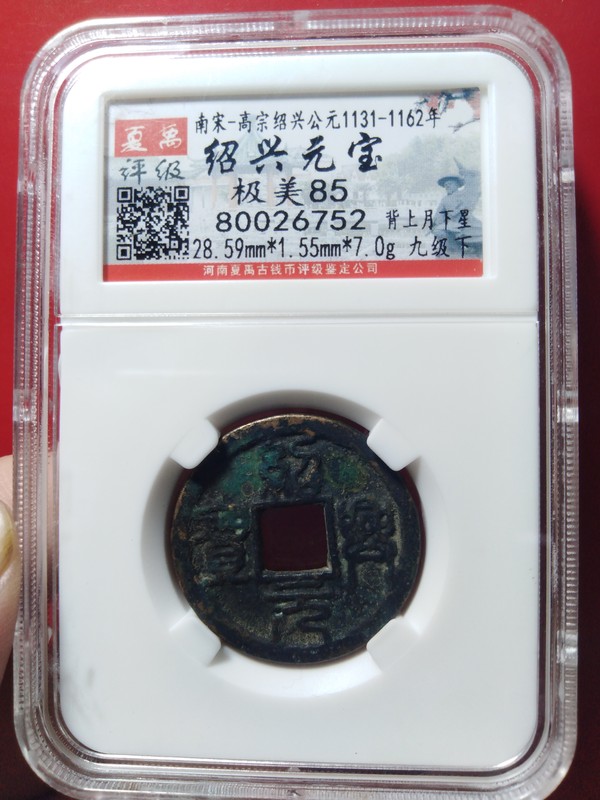 夏禹
评级
南宋-高宗绍兴公元1131-1162年
绍兴元宝
极美85
80026752 背上月下星
28.59mm*1.55mm*7.0g 九级下
河南夏禹古钱币评级鉴定公司
紹
興
元
寶